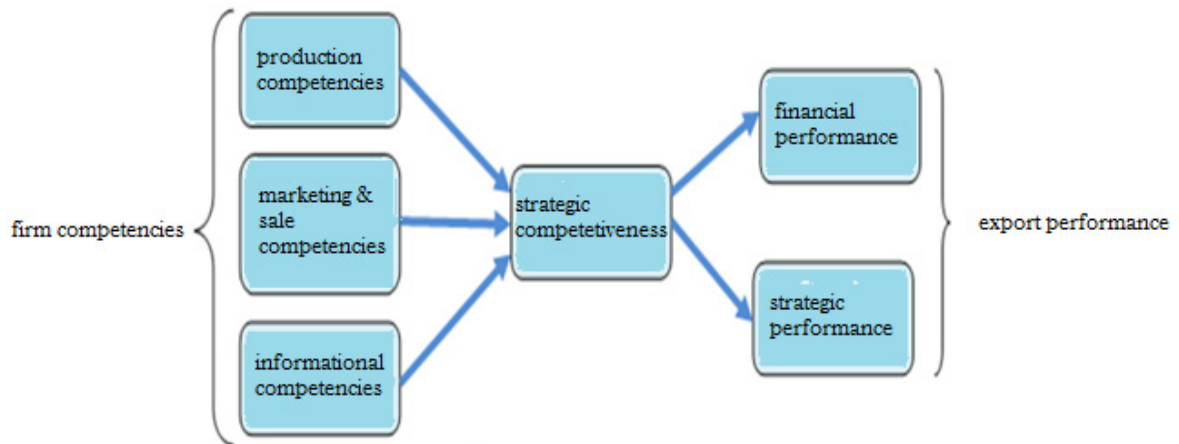 firm competencies
production
competencies
marketing &
sale
competencies
informational
competencies
strategic
competetiveness
financial
performance
strategic
performance
export performance